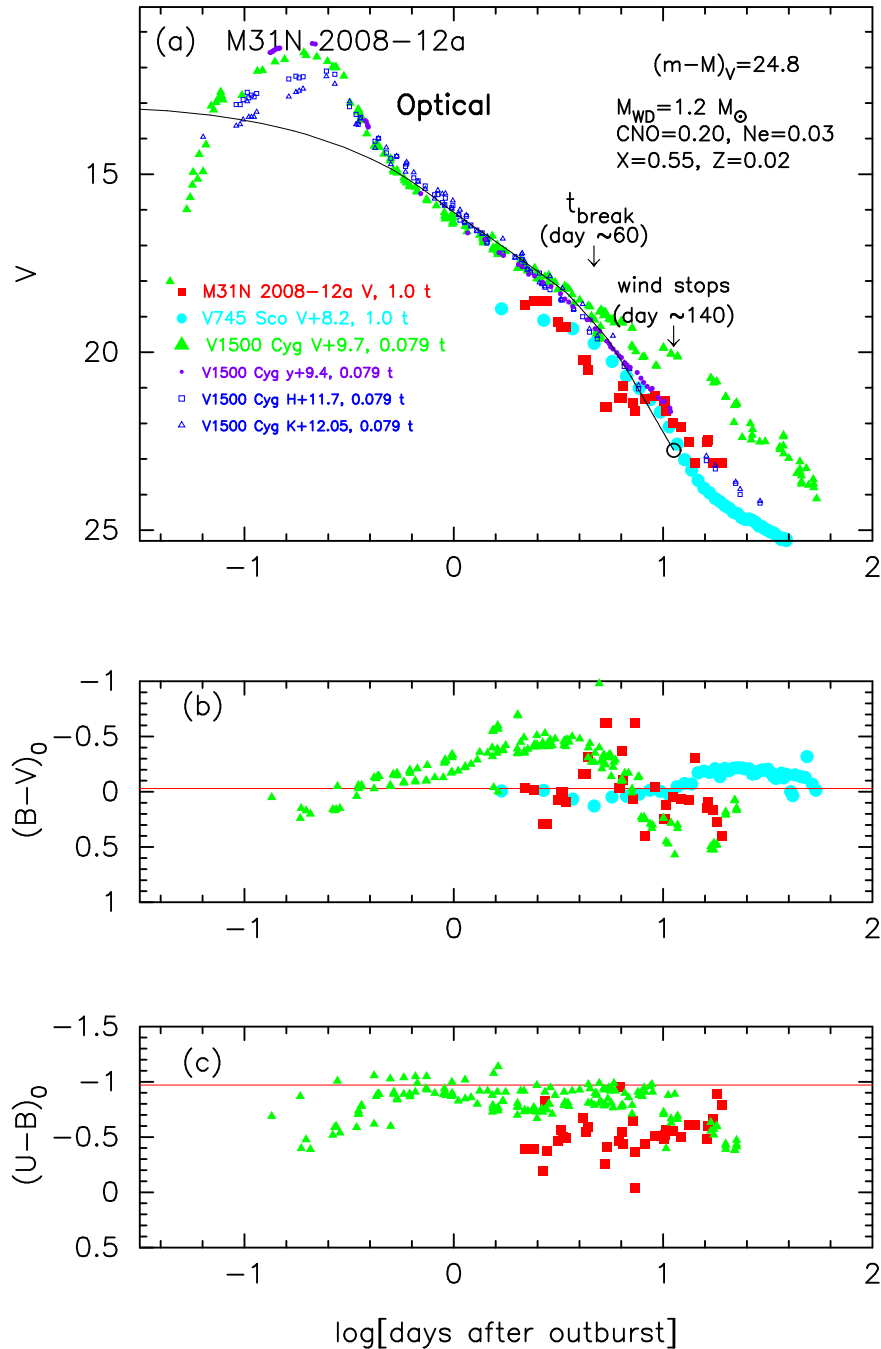 (a) M31N 2008−12a
(m−M)V=24.8
Optical
MWD=1.2 M⊙
CNO=0.20, Ne=0.03
X=0.55, Z=0.02
15
20
25
V
tbreak
(day ~60)
wind stops
(day ~140)
M31N 2008−12a V, 1.0 t
V745 Sco V+8.2, 1.0 t
V1500 Cyg V+9.7, 0.079 t
V1500 Cyg y+9.4, 0.079 t
V1500 Cyg H+11.7, 0.079 t
V1500 Cyg K+12.05, 0.079 t
−1 0 1 2
(b)
−1
−0.5
0
0.5
1
(B−V)0
−1 0 1 2
(c)
−1.5
−1
−0.5
0
0.5
(U−B)0
−1 0 1 2
log[days after outburst]